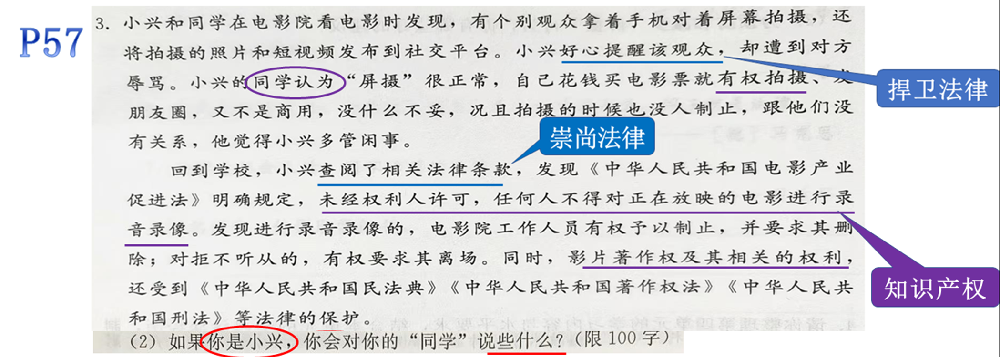 P57
3. 小兴和同学在电影院看电影时发现，有个别观众拿着手机对着屏幕拍摄，还
将拍摄的照片和短视频发布到社交平台。小兴好心提醒该观众，却遭到对方
辱骂。小兴的同学认为“屏摄”很正常，自己花钱买电影票就有权拍摄、发
朋友圈，又不是商用，没什么不妥，况且拍摄的时候也没人制止，跟他们没
有关系，他觉得小兴多管闲事。
捍卫法律
崇尚法律
回到学校，小兴查阅了相关法律条款，发现《中华人民共和国电影产业
促进法》明确规定，未经权利人许可，任何人不得对正在放映的电影进行录
音录像。发现进行录音录像的，电影院工作人员有权予以制止，并要求其删
除；对拒不听从的，有权要求其离场。同时，影片著作权及其相关的权利，
还受到《中华人民共和国民法典》《中华人民共和国著作权法》《中华人民共
和国刑法》等法律的保护。
知识产权
(2) 如果你是小兴，你会对你的“同学”说些什么？(限 100 字)